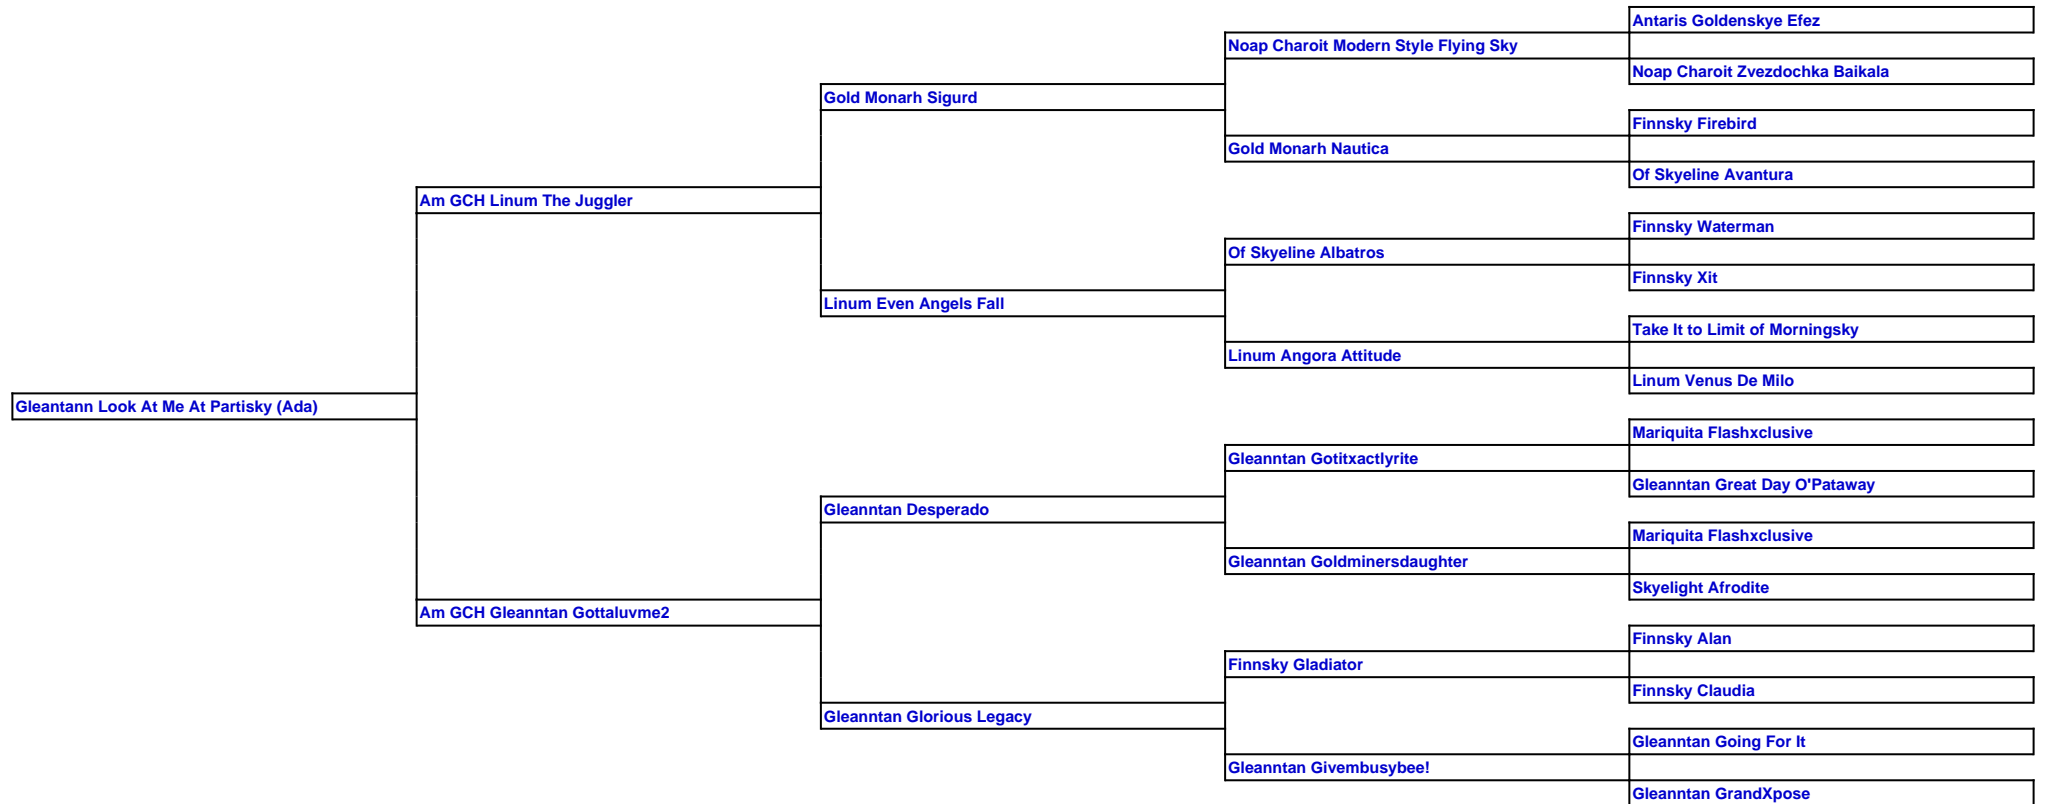 Antaris Goldenskye Efez
Noap Charoit Modern Style Flying Sky
Noap Charoit Zvezdochka Baikala
Gold Monarh Sigurd
Finnsky Firebird
Gold Monarh Nautica
Of Skyeline Avantura
Am GCH Linum The Juggler
Finnsky Waterman
Of Skyeline Albatros
Finnsky Xit
Linum Even Angels Fall
Take It to Limit of Morningsky
Linum Angora Attitude
Linum Venus De Milo
Gleantann Look At Me At Partisky (Ada)
Mariquita Flashxclusive
Gleanntan Gotitxactlyrite
Gleanntan Great Day O'Pataway
Gleanntan Desperado
Mariquita Flashxclusive
Gleanntan Goldminersdaughter
Skyelight Afrodite
Am GCH Gleanntan Gottaluvme2
Finnsky Alan
Finnsky Gladiator
Finnsky Claudia
Gleanntan Glorious Legacy
Gleanntan Going For It
Gleanntan Givembusybee!
Gleanntan GrandXpose